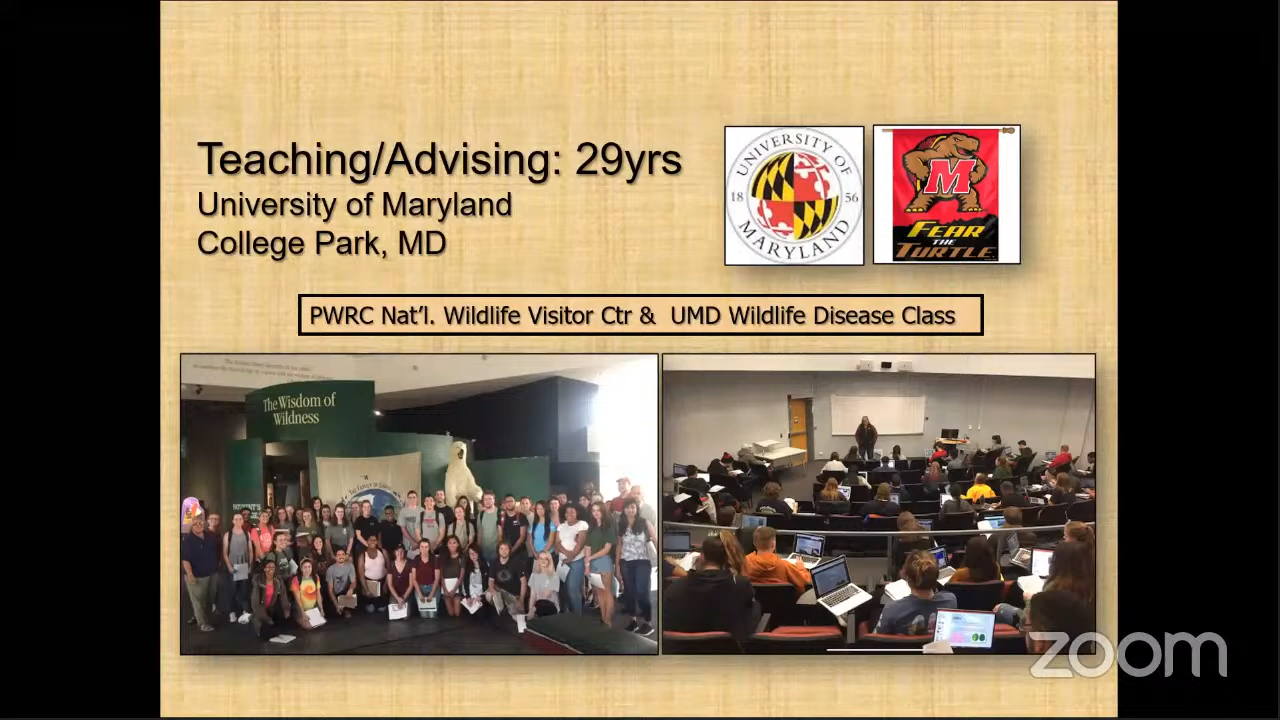 Teaching/Advising: 29yrs
University of Maryland
College Park, MD
UNIVERSITY OF
18 56
MARYLAND
M
FEAR
THE
TURTLE
PWRC Nat'l. Wildlife Visitor Ctr & UMD Wildlife Disease Class
The Wisdom of
Wildness
zoom